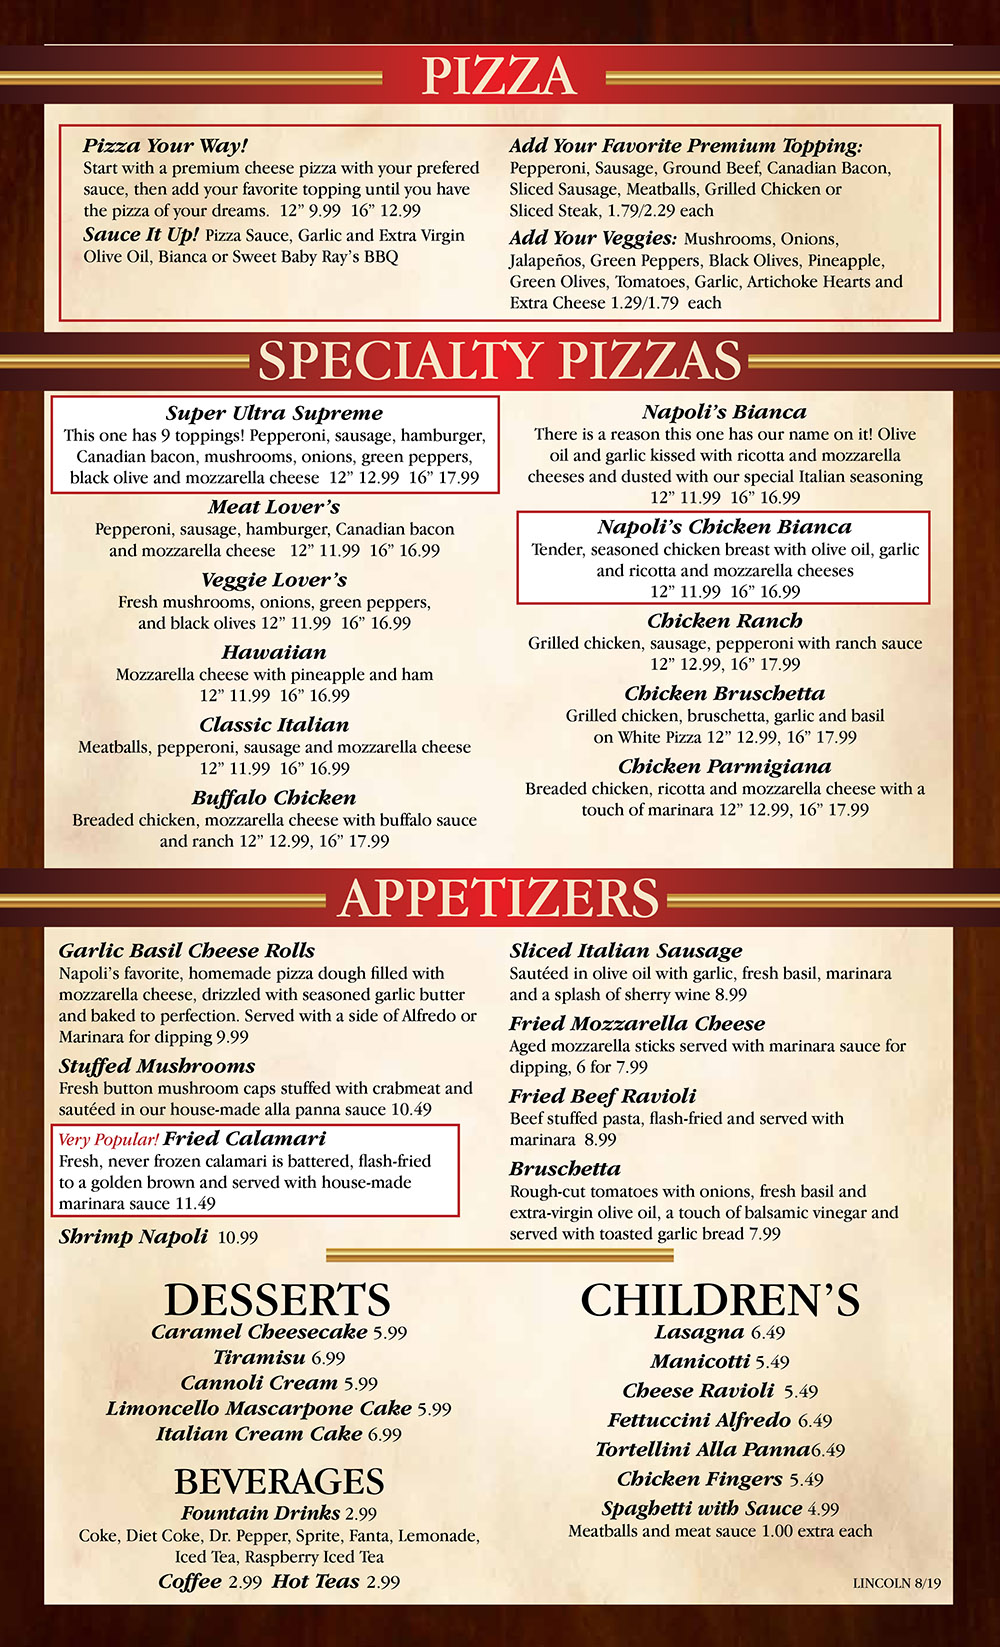 PIZZA
Pizza Your Way!
Start with a premium cheese pizza with your prefered
sauce, then add your favorite topping until you have
the pizza of your dreams. 12” 9.99 16” 12.99
Sauce It Up! Pizza Sauce, Garlic and Extra Virgin
Olive Oil, Bianca or Sweet Baby Ray’s BBQ
Add Your Favorite Premium Topping:
Pepperoni, Sausage, Ground Beef, Canadian Bacon,
Sliced Sausage, Meatballs, Grilled Chicken or
Sliced Steak, 1.79/2.29 each
Add Your Veggies: Mushrooms, Onions,
Jalapeños, Green Peppers, Black Olives, Pineapple,
Green Olives, Tomatoes, Garlic, Artichoke Hearts and
Extra Cheese 1.29/1.79 each
SPECIALTY PIZZAS
Super Ultra Supreme
This one has 9 toppings! Pepperoni, sausage, hamburger,
Canadian bacon, mushrooms, onions, green peppers,
black olive and mozzarella cheese 12” 12.99 16” 17.99
Meat Lover’s
Pepperoni, sausage, hamburger, Canadian bacon
and mozzarella cheese 12” 11.99 16” 16.99
Veggie Lover’s
Fresh mushrooms, onions, green peppers,
and black olives 12” 11.99 16” 16.99
Hawaiian
Mozzarella cheese with pineapple and ham
12” 11.99 16” 16.99
Classic Italian
Meatballs, pepperoni, sausage and mozzarella cheese
12” 11.99 16” 16.99
Buffalo Chicken
Breaded chicken, mozzarella cheese with buffalo sauce
and ranch 12” 12.99, 16” 17.99
Napoli’s Bianca
There is a reason this one has our name on it! Olive
oil and garlic kissed with ricotta and mozzarella
cheeses and dusted with our special Italian seasoning
12” 11.99 16” 16.99
Napoli’s Chicken Bianca
Tender, seasoned chicken breast with olive oil, garlic
and ricotta and mozzarella cheeses
12” 11.99 16” 16.99
Chicken Ranch
Grilled chicken, sausage, pepperoni with ranch sauce
12” 12.99, 16” 17.99
Chicken Bruschetta
Grilled chicken, bruschetta, garlic and basil
on White Pizza 12” 12.99, 16” 17.99
Chicken Parmigiana
Breaded chicken, ricotta and mozzarella cheese with a
touch of marinara 12” 12.99, 16” 17.99
APPETIZERS
Garlic Basil Cheese Rolls
Napoli’s favorite, homemade pizza dough filled with
mozzarella cheese, drizzled with seasoned garlic butter
and baked to perfection. Served with a side of Alfredo or
Marinara for dipping 9.99
Stuffed Mushrooms
Fresh button mushroom caps stuffed with crabmeat and
sautéed in our house-made alla panna sauce 10.49
Very Popular! Fried Calamari
Fresh, never frozen calamari is battered, flash-fried
to a golden brown and served with house-made
marinara sauce 11.49
Shrimp Napoli 10.99
Sliced Italian Sausage
Sautéed in olive oil with garlic, fresh basil, marinara
and a splash of sherry wine 8.99
Fried Mozzarella Cheese
Aged mozzarella sticks served with marinara sauce for
dipping, 6 for 7.99
Fried Beef Ravioli
Beef stuffed pasta, flash-fried and served with
marinara 8.99
Bruschetta
Rough-cut tomatoes with onions, fresh basil and
extra-virgin olive oil, a touch of balsamic vinegar and
served with toasted garlic bread 7.99
DESSERTS
Caramel Cheesecake 5.99
Tiramisu 6.99
Cannoli Cream 5.99
Limoncello Mascarpone Cake 5.99
Italian Cream Cake 6.99
BEVERAGES
Fountain Drinks 2.99
Coke, Diet Coke, Dr. Pepper, Sprite, Fanta, Lemonade,
Iced Tea, Raspberry Iced Tea
Coffee 2.99 Hot Teas 2.99
CHILDREN’S
Lasagna 6.49
Manicotti 5.49
Cheese Ravioli 5.49
Fettuccini Alfredo 6.49
Tortellini Alla Panna6.49
Chicken Fingers 5.49
Spaghetti with Sauce 4.99
Meatballs and meat sauce 1.00 extra each
LINCOLN 8/19